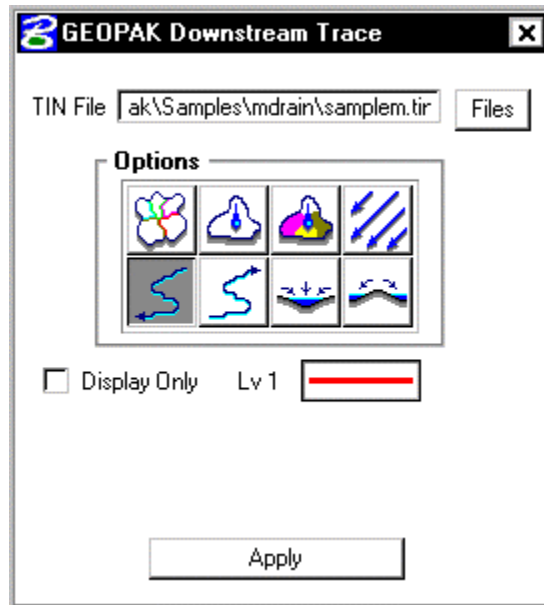 GEOPAK Downstream Trace
TIN File ak\Samples\mdrain\samplem.tin Files
Options
Display Only Lv 1
Apply